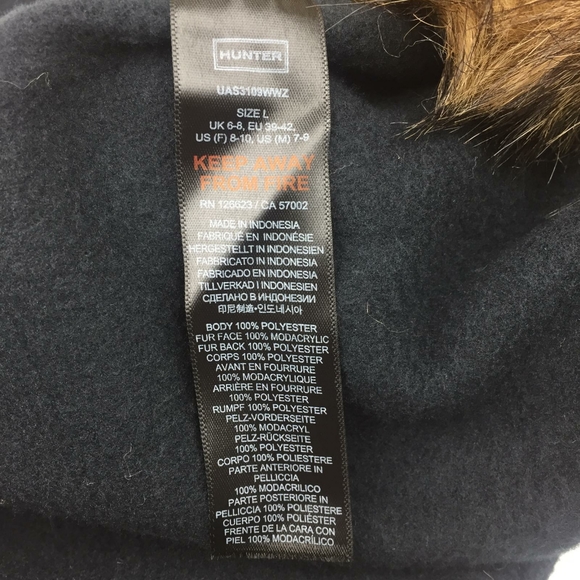 HUNTER
UAS3109WWZ
SIZE L
UK 6-8, EU 39-42,
US (F) 8-10, US (M) 7-9
KEEP AWAY
FROM FIRE
RN 126623 / CA 57002
MADE IN INDONESIA
FABRIQUÉ EN INDONÉSIE
HERGESTELLT IN INDONESIEN
FABBRICATO IN INDONESIA
FABRICADO EN INDONESIA
TILLVERKAD I INDONESIEN
СДЕЛАНО В ИНДОНЕЗИИ
印尼制造•인도네시아
BODY 100% POLYESTER
FUR FACE 100% MODACRYLIC
FUR BACK 100% POLYESTER
CORPS 100% POLYESTER
AVANT EN FOURRURE
100% MODACRYLIQUE
ARRIÈRE EN FOURRURE
100% POLYESTER
RUMPF 100% POLYESTER
PELZ-VORDERSEITE
100% MODACRYL
PELZ-RÜCKSEITE
100% POLYESTER
CORPO 100% POLIESTERE
PARTE ANTERIORE IN
PELLICCIA
100% MODACRILICO
PARTE POSTERIORE IN
PELLICCIA 100% POLIESTERE
CUERPO 100% POLIÉSTER
FRENTE DE LA CARA CON
PIEL 100% MODACRÍLICO